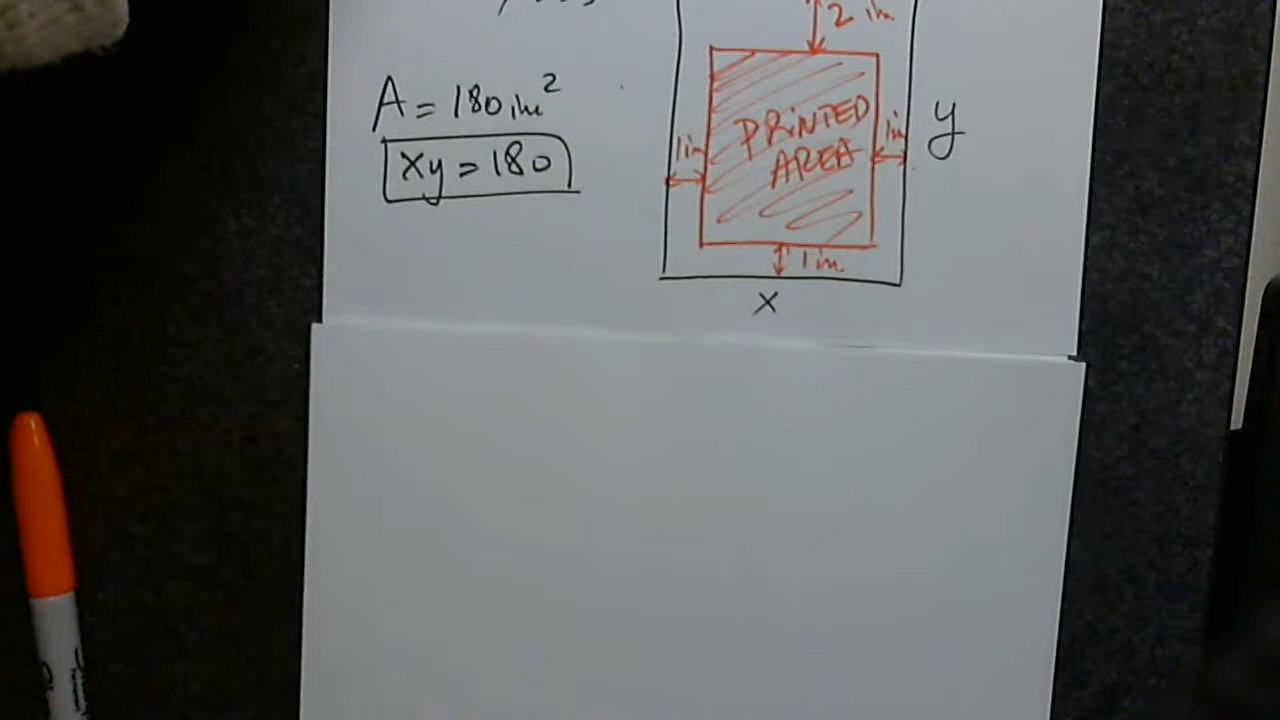 2 in
A = 180 in²
xy = 180
1 in
PRINTED
AREA
1 in
y
1 in
x